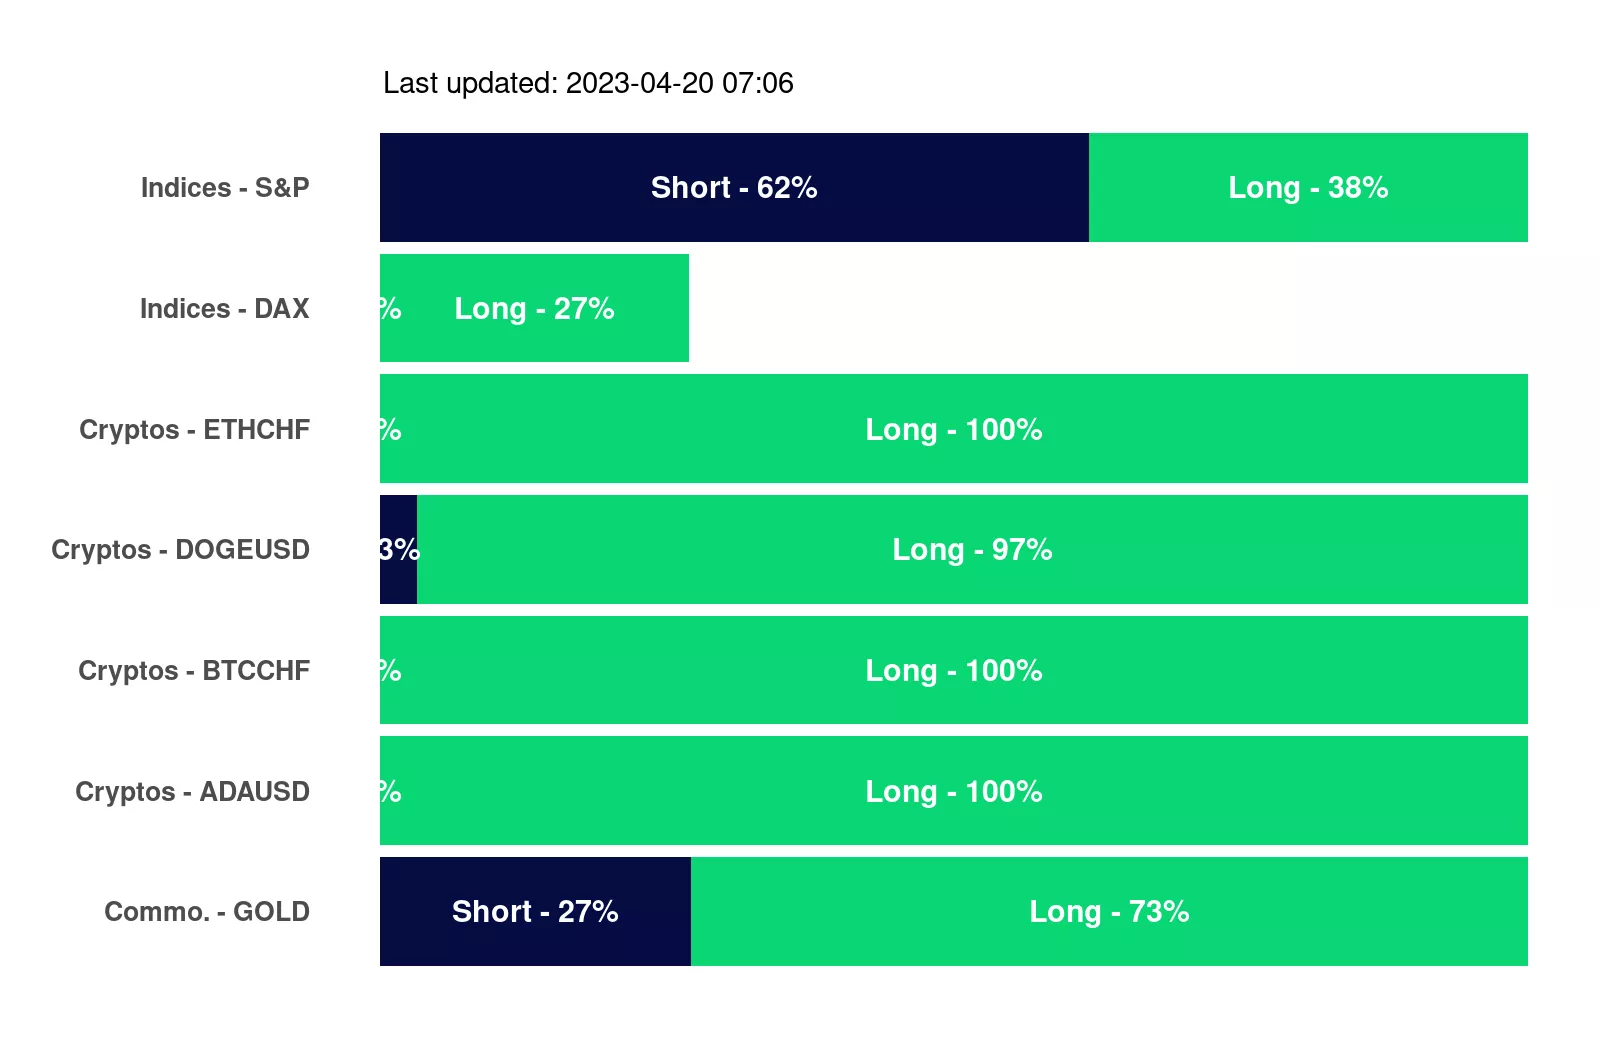 Last updated: 2023-04-20 07:06
Indices - S&P Short - 62% Long - 38%
Indices - DAX % Long - 27%
Cryptos - ETHCHF % Long - 100%
Cryptos - DOGEUSD 3% Long - 97%
Cryptos - BTCCHF % Long - 100%
Cryptos - ADAUSD % Long - 100%
Commo. - GOLD Short - 27% Long - 73%